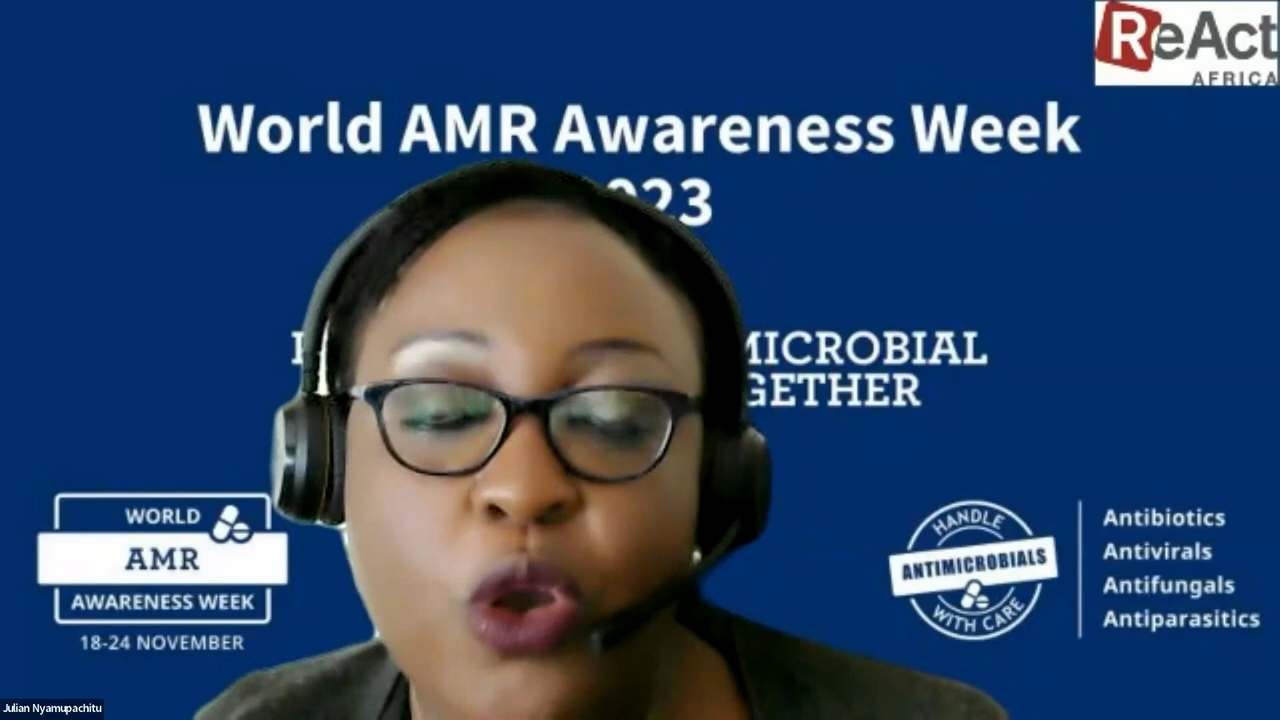 ReAct
AFRICA
World AMR Awareness Week
23
MICROBIAL
GETHER
WORLD
AMR
AWARENESS WEEK
18-24 NOVEMBER
HANDLE
ANTIMICROBIALS
WITH CARE
Antibiotics
Antivirals
Antifungals
Antiparasitics
Julian Nyamupachitu